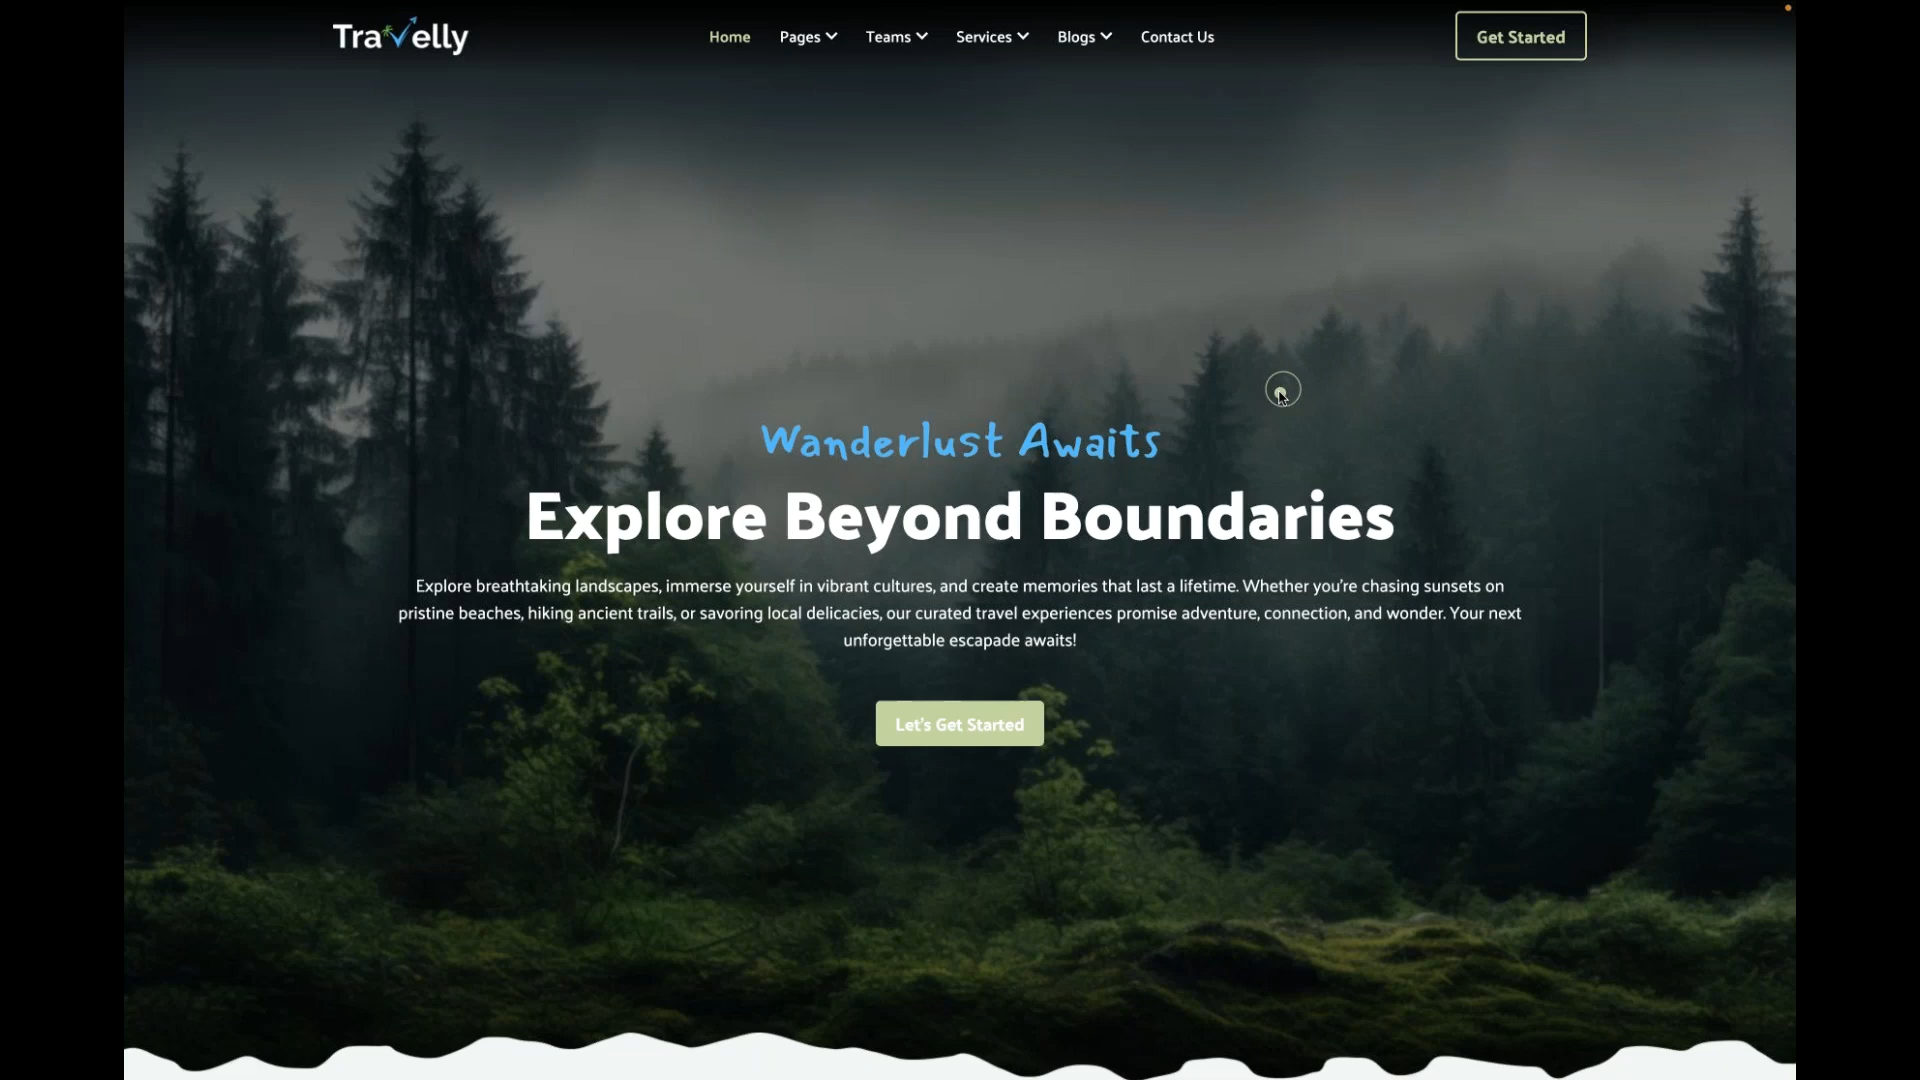 Travelly
Home Pages Teams Services Blogs Contact Us
Get Started
Wanderlust Awaits
Explore Beyond Boundaries
Explore breathtaking landscapes, immerse yourself in vibrant cultures, and create memories that last a lifetime. Whether you're chasing sunsets on
pristine beaches, hiking ancient trails, or savoring local delicacies, our curated travel experiences promise adventure, connection, and wonder. Your next
unforgettable escapade awaits!
Let's Get Started